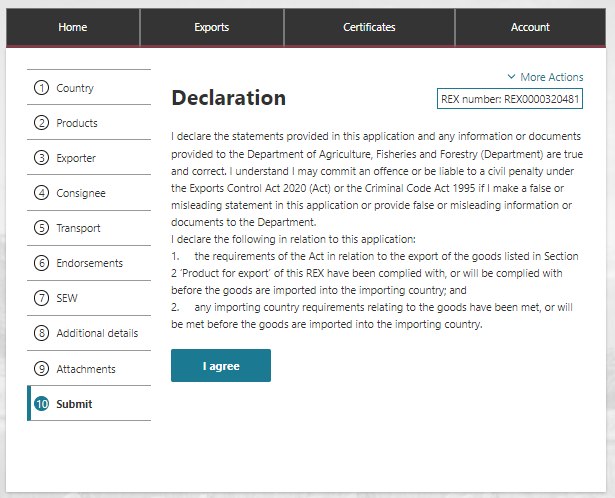 Home
Exports
Certificates
Account
More Actions
REX number: REX0000320481
1 Country
2 Products
3 Exporter
4 Consignee
5 Transport
6 Endorsements
7 SEW
8 Additional details
9 Attachments
10 Submit
Declaration
I declare the statements provided in this application and any information or documents
provided to the Department of Agriculture, Fisheries and Forestry (Department) are true
and correct. I understand I may commit an offence or be liable to a civil penalty under
the Exports Control Act 2020 (Act) or the Criminal Code Act 1995 if I make a false or
misleading statement in this application or provide false or misleading information or
documents to the Department.
I declare the following in relation to this application:
1. the requirements of the Act in relation to the export of the goods listed in Section
2 'Product for export' of this REX have been complied with, or will be complied with
before the goods are imported into the importing country; and
2. any importing country requirements relating to the goods have been met, or will
be met before the goods are imported into the importing country.
I agree